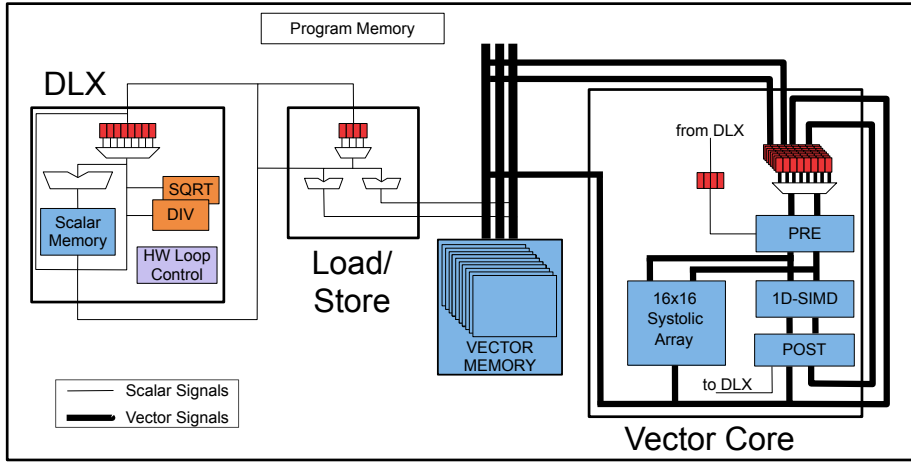 Program Memory
DLX
SQRT
DIV
Scalar
Memory
HW Loop
Control
Load/
Store
VECTOR
MEMORY
from DLX
PRE
16x16
Systolic
Array
1D-SIMD
POST
to DLX
Vector Core
Scalar Signals
Vector Signals